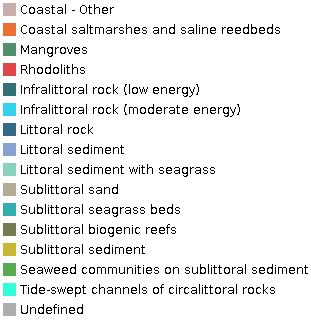 Coastal - Other
Coastal saltmarshes and saline reedbeds
Mangroves
Rhodoliths
Infralittoral rock (low energy)
Infralittoral rock (moderate energy)
Littoral rock
Littoral sediment
Littoral sediment with seagrass
Sublittoral sand
Sublittoral seagrass beds
Sublittoral biogenic reefs
Sublittoral sediment
Seaweed communities on sublittoral sediment
Tide-swept channels of circalittoral rocks
Undefined